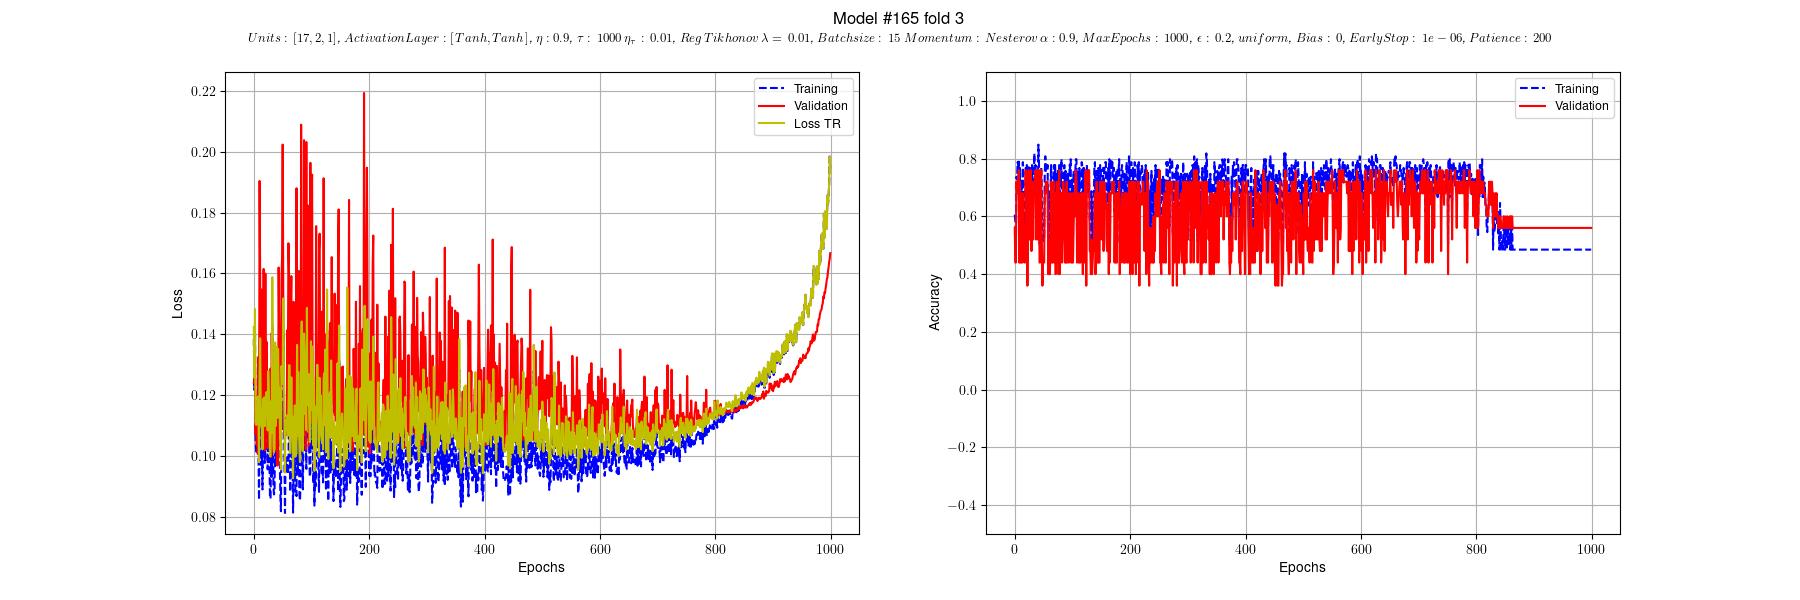 Model #165 fold 3
Units : [17, 2, 1], ActivationLayer : [Tanh, Tanh], η : 0.9, τ : 1000 ητ : 0.01, Reg Tikhonov λ = 0.01, Batchsize : 15 Momentum : Nesterov α : 0.9, MaxEpochs : 1000, ϵ : 0.2, uniform, Bias : 0, EarlyStop : 1e − 06, Patience : 200
Training
Validation
Loss TR
0.22
0.20
0.18
0.16
0.14
0.12
0.10
0.08
Loss
0 200 400 600 800 1000
Epochs
Training
Validation
1.0
0.8
0.6
0.4
0.2
0.0
−0.2
−0.4
Accuracy
0 200 400 600 800 1000
Epochs